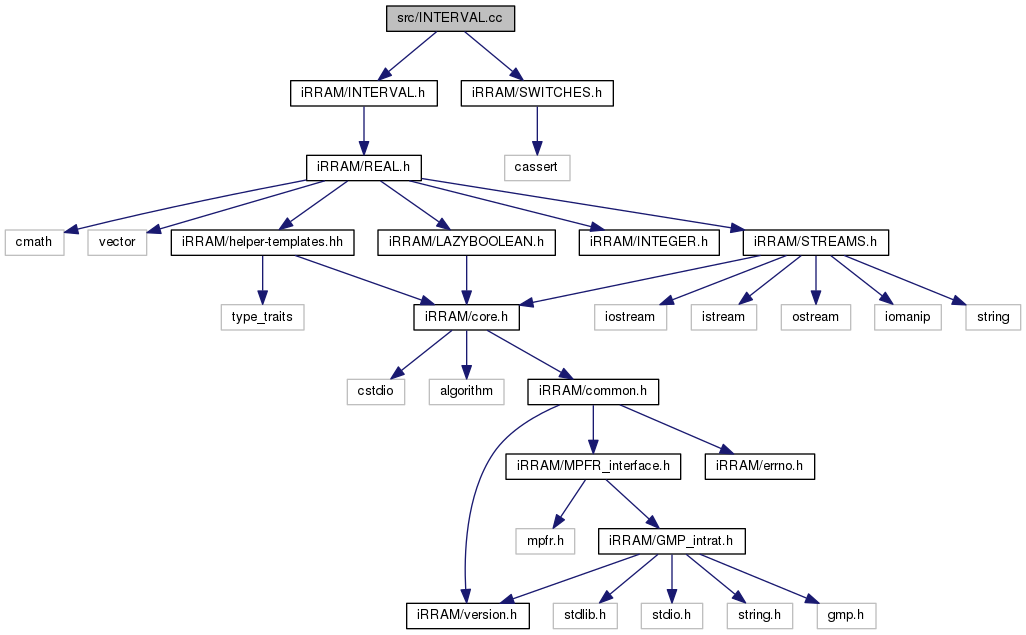 src/INTERVAL.cc
iRRAM/INTERVAL.h
iRRAM/SWITCHES.h
iRRAM/REAL.h
cassert
cmath
vector
iRRAM/helper-templates.hh
iRRAM/LAZYBOOLEAN.h
iRRAM/INTEGER.h
iRRAM/STREAMS.h
type_traits
iRRAM/core.h
iostream
istream
ostream
iomanip
string
cstdio
algorithm
iRRAM/common.h
iRRAM/MPFR_interface.h
iRRAM/errno.h
mpfr.h
iRRAM/GMP_intrat.h
iRRAM/version.h
stdlib.h
stdio.h
string.h
gmp.h